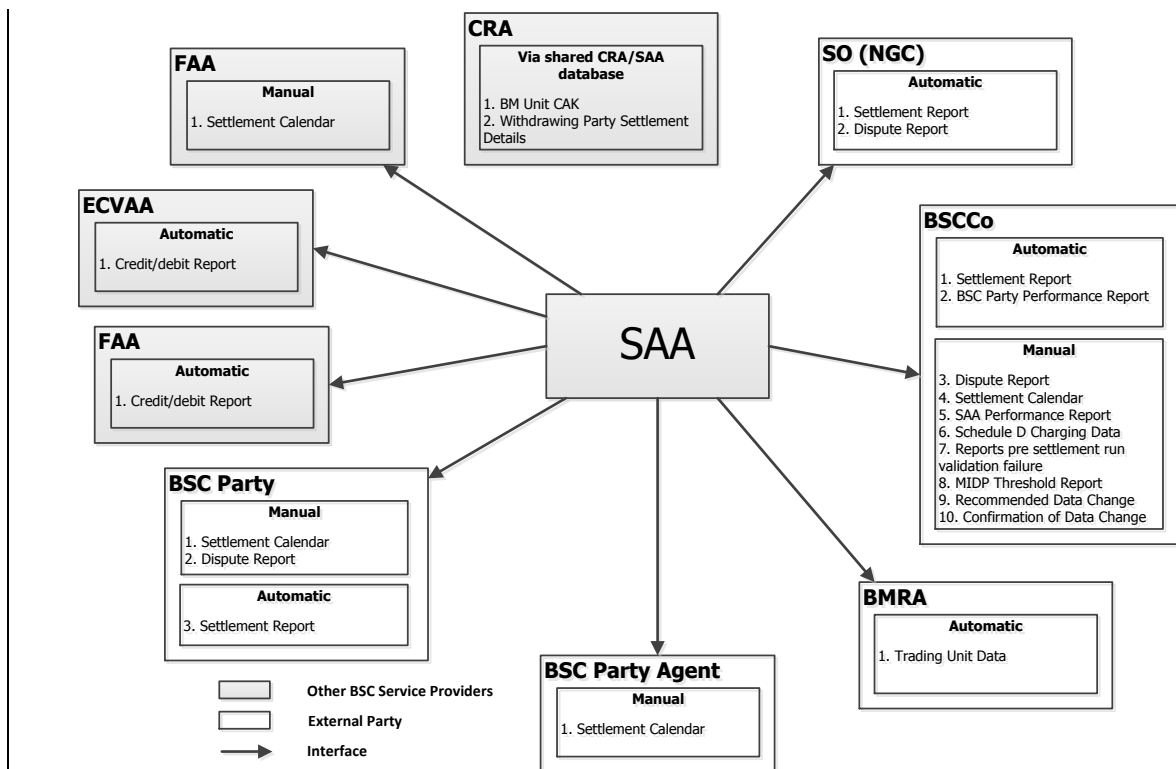 FAA
Manual
1. Settlement Calendar
CRA
Via shared CRA/SAA
database
1. BM Unit CAK
2. Withdrawing Party Settlement
Details
SO (NGC)
Automatic
1. Settlement Report
2. Dispute Report
ECVAA
Automatic
1. Credit/debit Report
BSCCo
Automatic
1. Settlement Report
2. BSC Party Performance Report
Manual
3. Dispute Report
4. Settlement Calendar
5. SAA Performance Report
6. Schedule D Charging Data
7. Reports pre settlement run
validation failure
8. MIDP Threshold Report
9. Recommended Data Change
10. Confirmation of Data Change
SAA
FAA
Automatic
1. Credit/debit Report
BSC Party
Manual
1. Settlement Calendar
2. Dispute Report
Automatic
3. Settlement Report
BMRA
Automatic
1. Trading Unit Data
BSC Party Agent
Manual
1. Settlement Calendar
Other BSC Service Providers
External Party
Interface